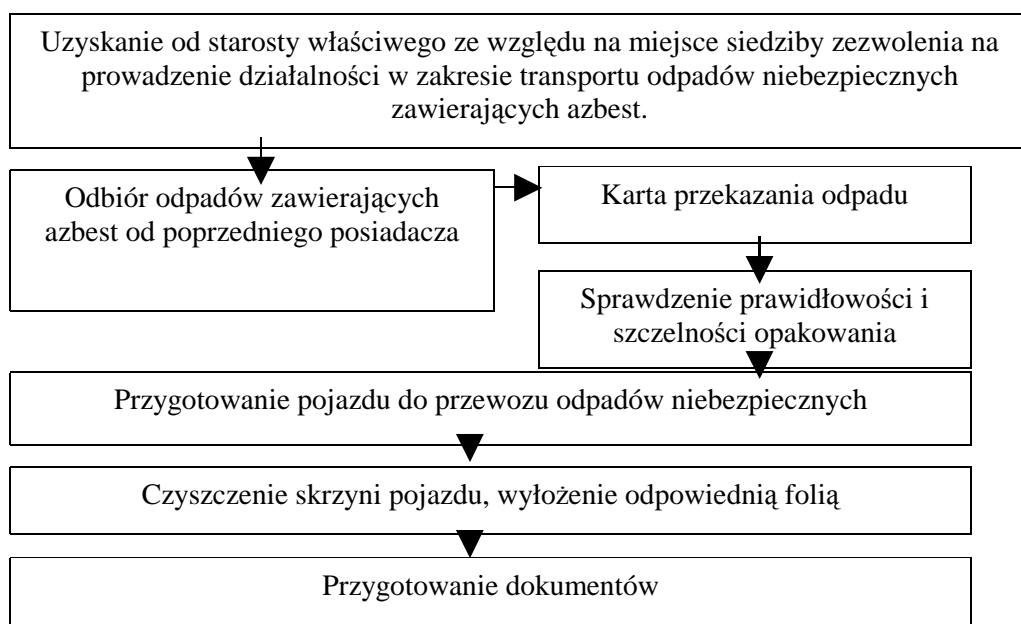 Uzyskanie od starosty właściwego ze względu na miejsce siedziby zezwolenia na
prowadzenie działalności w zakresie transportu odpadów niebezpiecznych
zawierających azbest.
Odbiór odpadów zawierających
azbest od poprzedniego posiadacza
Karta przekazania odpadu
Sprawdzenie prawidłowości i
szczelności opakowania
Przygotowanie pojazdu do przewozu odpadów niebezpiecznych
Czyszczenie skrzyni pojazdu, wyłożenie odpowiednią folią
Przygotowanie dokumentów